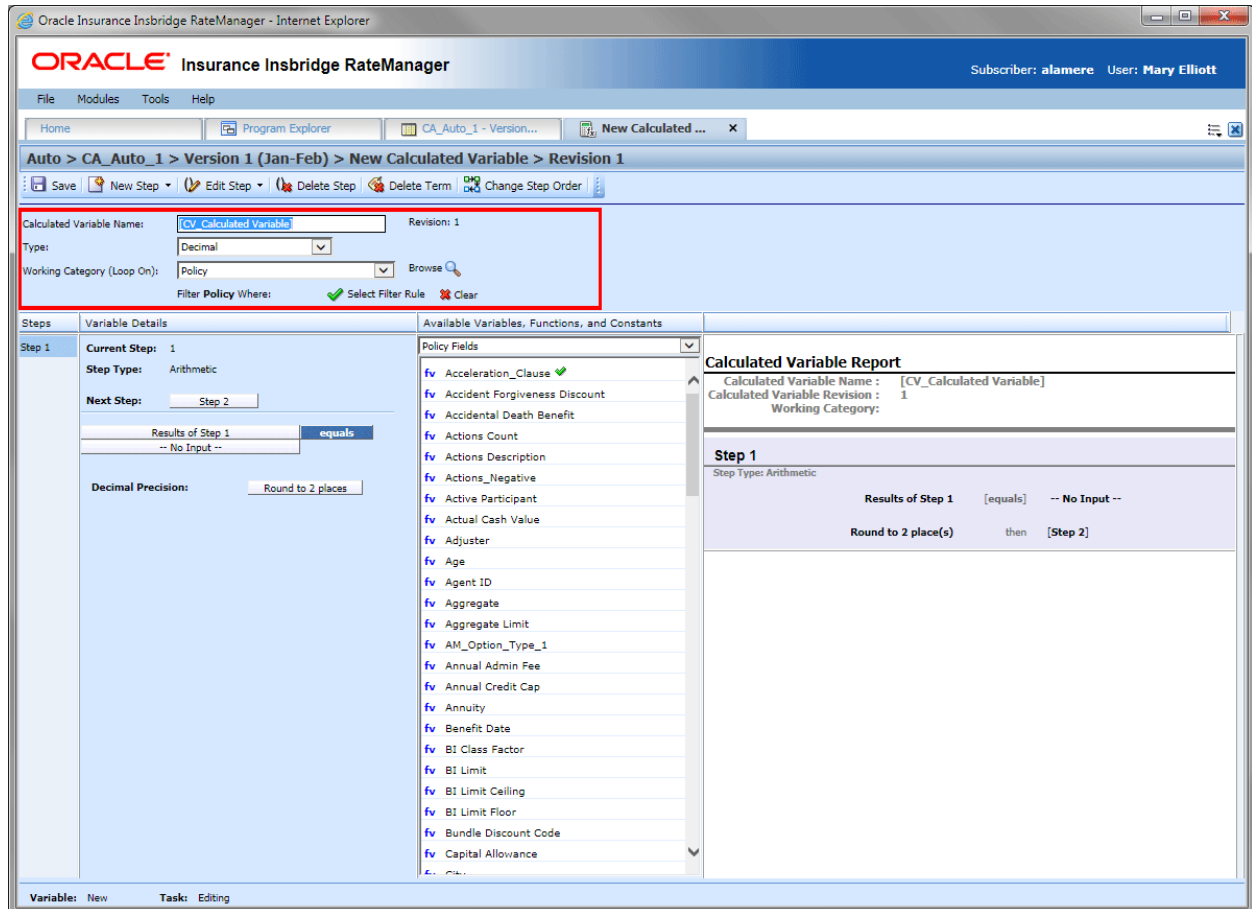 Oracle Insurance Insbridge RateManager - Internet Explorer
ORACLE Insurance Insbridge RateManager
Subscriber: alamere User: Mary Elliott
File Modules Tools Help
Home Program Explorer CA_Auto_1 - Version... New Calculated ... x
Auto > CA_Auto_1 > Version 1 (Jan-Feb) > New Calculated Variable > Revision 1
Save New Step Edit Step Delete Step Delete Term Change Step Order
Calculated Variable Name: [CV_Calculated Variable] Revision: 1
Type: Decimal
Working Category (Loop On): Policy Browse
Filter Policy Where: Select Filter Rule Clear
Steps Variable Details Available Variables, Functions, and Constants
Step 1
Current Step: 1
Step Type: Arithmetic
Next Step: Step 2
Results of Step 1 equals
-- No Input --
Decimal Precision: Round to 2 places
Policy Fields
fv Acceleration_Clause
fv Accident Forgiveness Discount
fv Accidental Death Benefit
fv Actions Count
fv Actions Description
fv Actions_Negative
fv Active Participant
fv Actual Cash Value
fv Adjuster
fv Age
fv Agent ID
fv Aggregate
fv Aggregate Limit
fv AM_Option_Type_1
fv Annual Admin Fee
fv Annual Credit Cap
fv Annuity
fv Benefit Date
fv BI Class Factor
fv BI Limit
fv BI Limit Ceiling
fv BI Limit Floor
fv Bundle Discount Code
fv Capital Allowance
Calculated Variable Report
Calculated Variable Name : [CV_Calculated Variable]
Calculated Variable Revision : 1
Working Category:
Step 1
Step Type: Arithmetic
Results of Step 1 [equals] -- No Input --
Round to 2 place(s) then [Step 2]
Variable: New Task: Editing